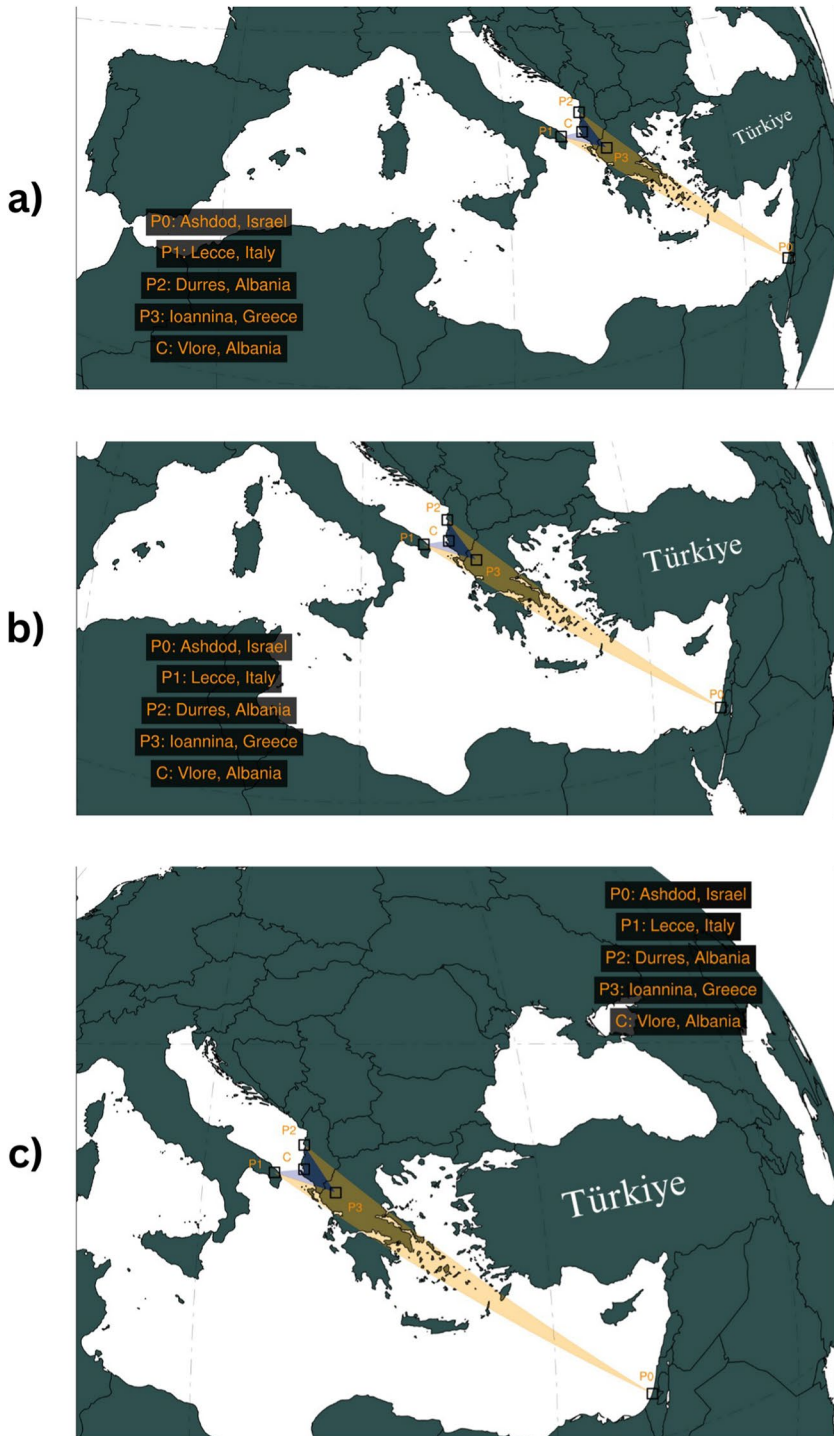 a)
P2
C
P1
P3
Türkiye
P0
P0: Ashdod, Israel
P1: Lecce, Italy
P2: Durres, Albania
P3: Ioannina, Greece
C: Vlore, Albania
b)
P2
C
P1
P3
Türkiye
P0
P0: Ashdod, Israel
P1: Lecce, Italy
P2: Durres, Albania
P3: Ioannina, Greece
C: Vlore, Albania
c)
P0: Ashdod, Israel
P1: Lecce, Italy
P2: Durres, Albania
P3: Ioannina, Greece
C: Vlore, Albania
P2
C
P1
P3
Türkiye
P0